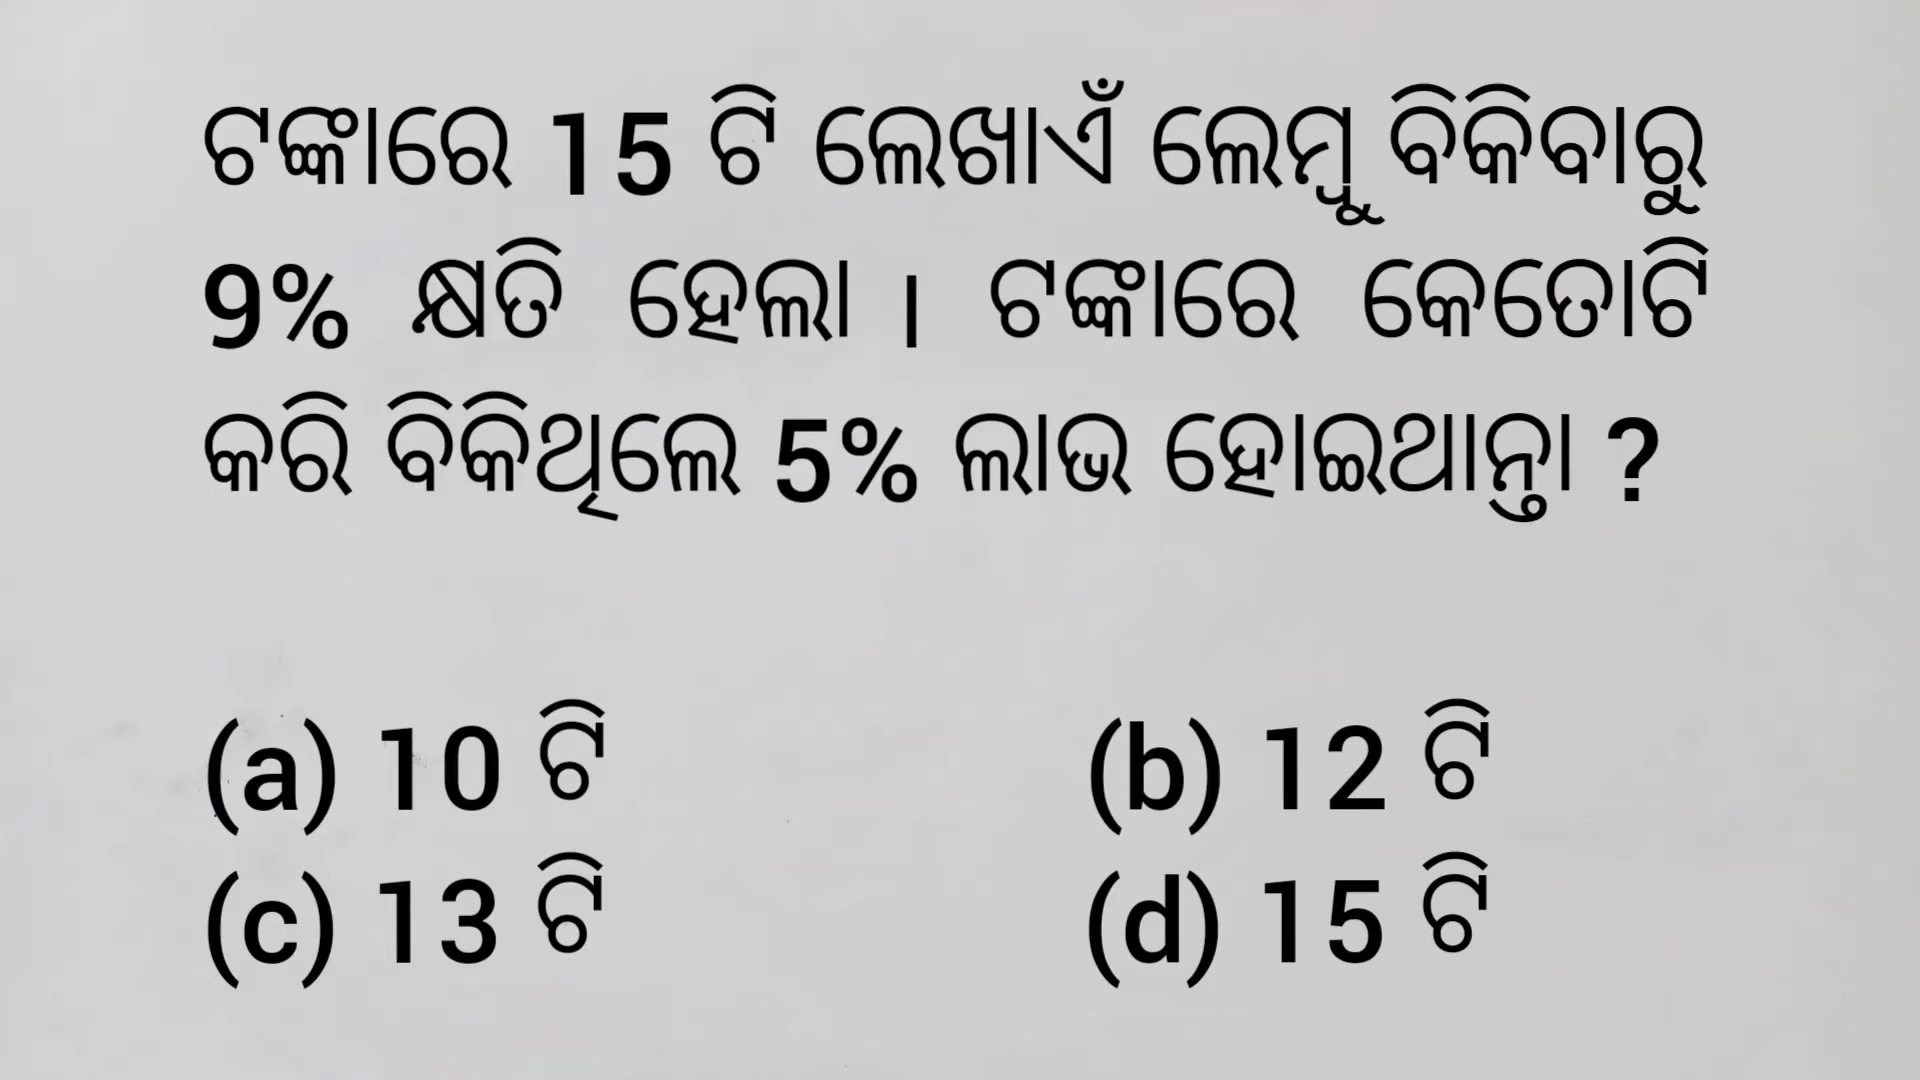 ଟଙ୍କାରେ 15 ଟି ଲେଖାଏଁ ଲେମ୍ବୁ ବିକିବାରୁ
9% କ୍ଷତି ହେଲା । ଟଙ୍କାରେ କେତୋଟି
କରି ବିକିଥିଲେ 5% ଲାଭ ହୋଇଥାନ୍ତା ?
(a) 10 ଟି (b) 12 ଟି
(c) 13 ଟି (d) 15 ଟି